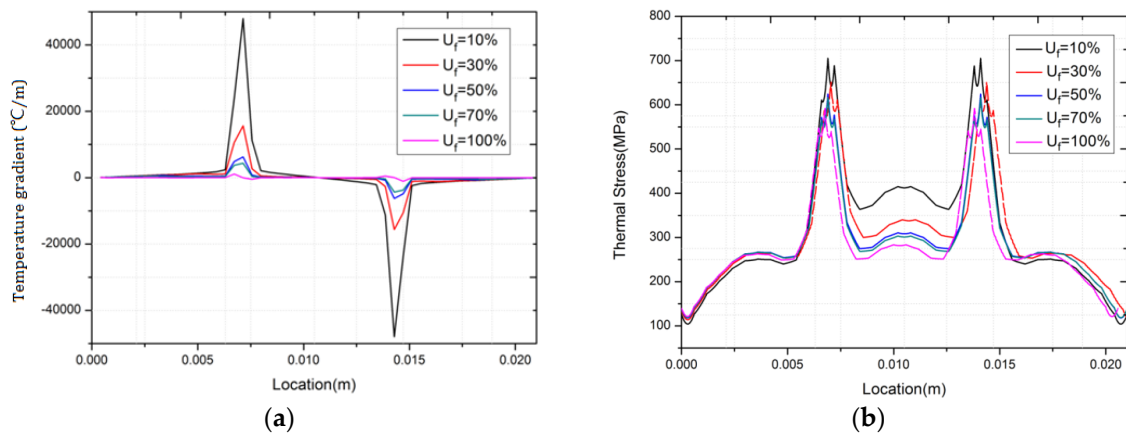 40000
20000
0
-20000
-40000
Temperature gradient (℃/m)
U_f=10%
U_f=30%
U_f=50%
U_f=70%
U_f=100%
0.000 0.005 0.010 0.015 0.020
Location(m)
(a)
800
700
600
500
400
300
200
100
Thermal Stress(MPa)
U_f=10%
U_f=30%
U_f=50%
U_f=70%
U_f=100%
0.000 0.005 0.010 0.015 0.020
Location(m)
(b)